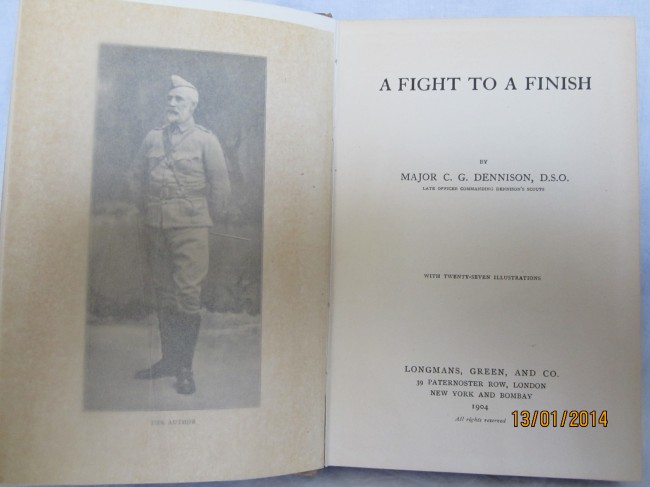 THE AUTHOR
A FIGHT TO A FINISH
BY
MAJOR C. G. DENNISON, D.S.O.
LATE OFFICER COMMANDING DENNISON'S SCOUTS
WITH TWENTY-SEVEN ILLUSTRATIONS
LONGMANS, GREEN, AND CO.
39 PATERNOSTER ROW, LONDON
NEW YORK AND BOMBAY
1904
All rights reserved
13/01/2014